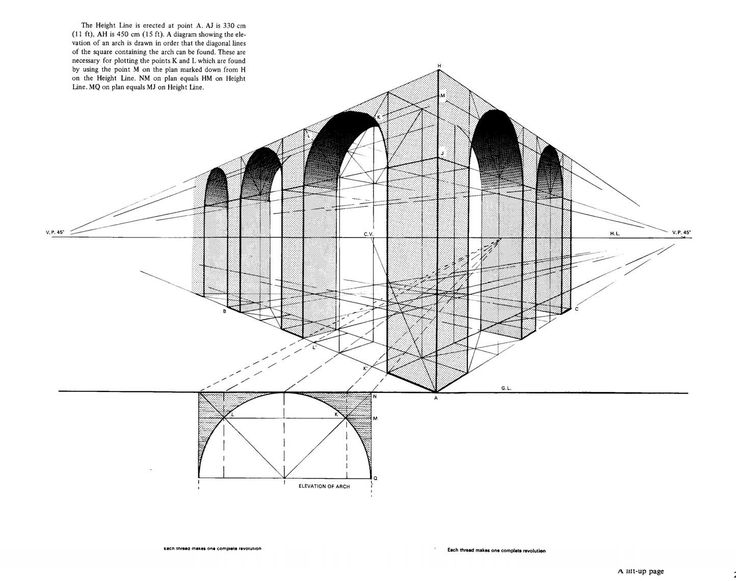 The Height Line is erected at point A. AJ is 330 cm
(11 ft), AH is 450 cm (15 ft). A diagram showing the ele-
vation of an arch is drawn in order that the diagonal lines
of the square containing the arch can be found. These are
necessary for plotting the points K and L which are found
by using the point M on the plan marked down from H
on the Height Line. NM on plan equals HM on Height
Line. MQ on plan equals MJ on Height Line.
H
M
K
L
J
V.P. 45°
C.V.
H.L.
V.P. 45°
B
C
L'
K'
G.L.
A
N
L
K
M
Q
ELEVATION OF ARCH
Each thread makes one complete revolution
Each thread makes one complete revolution
A lift-up page